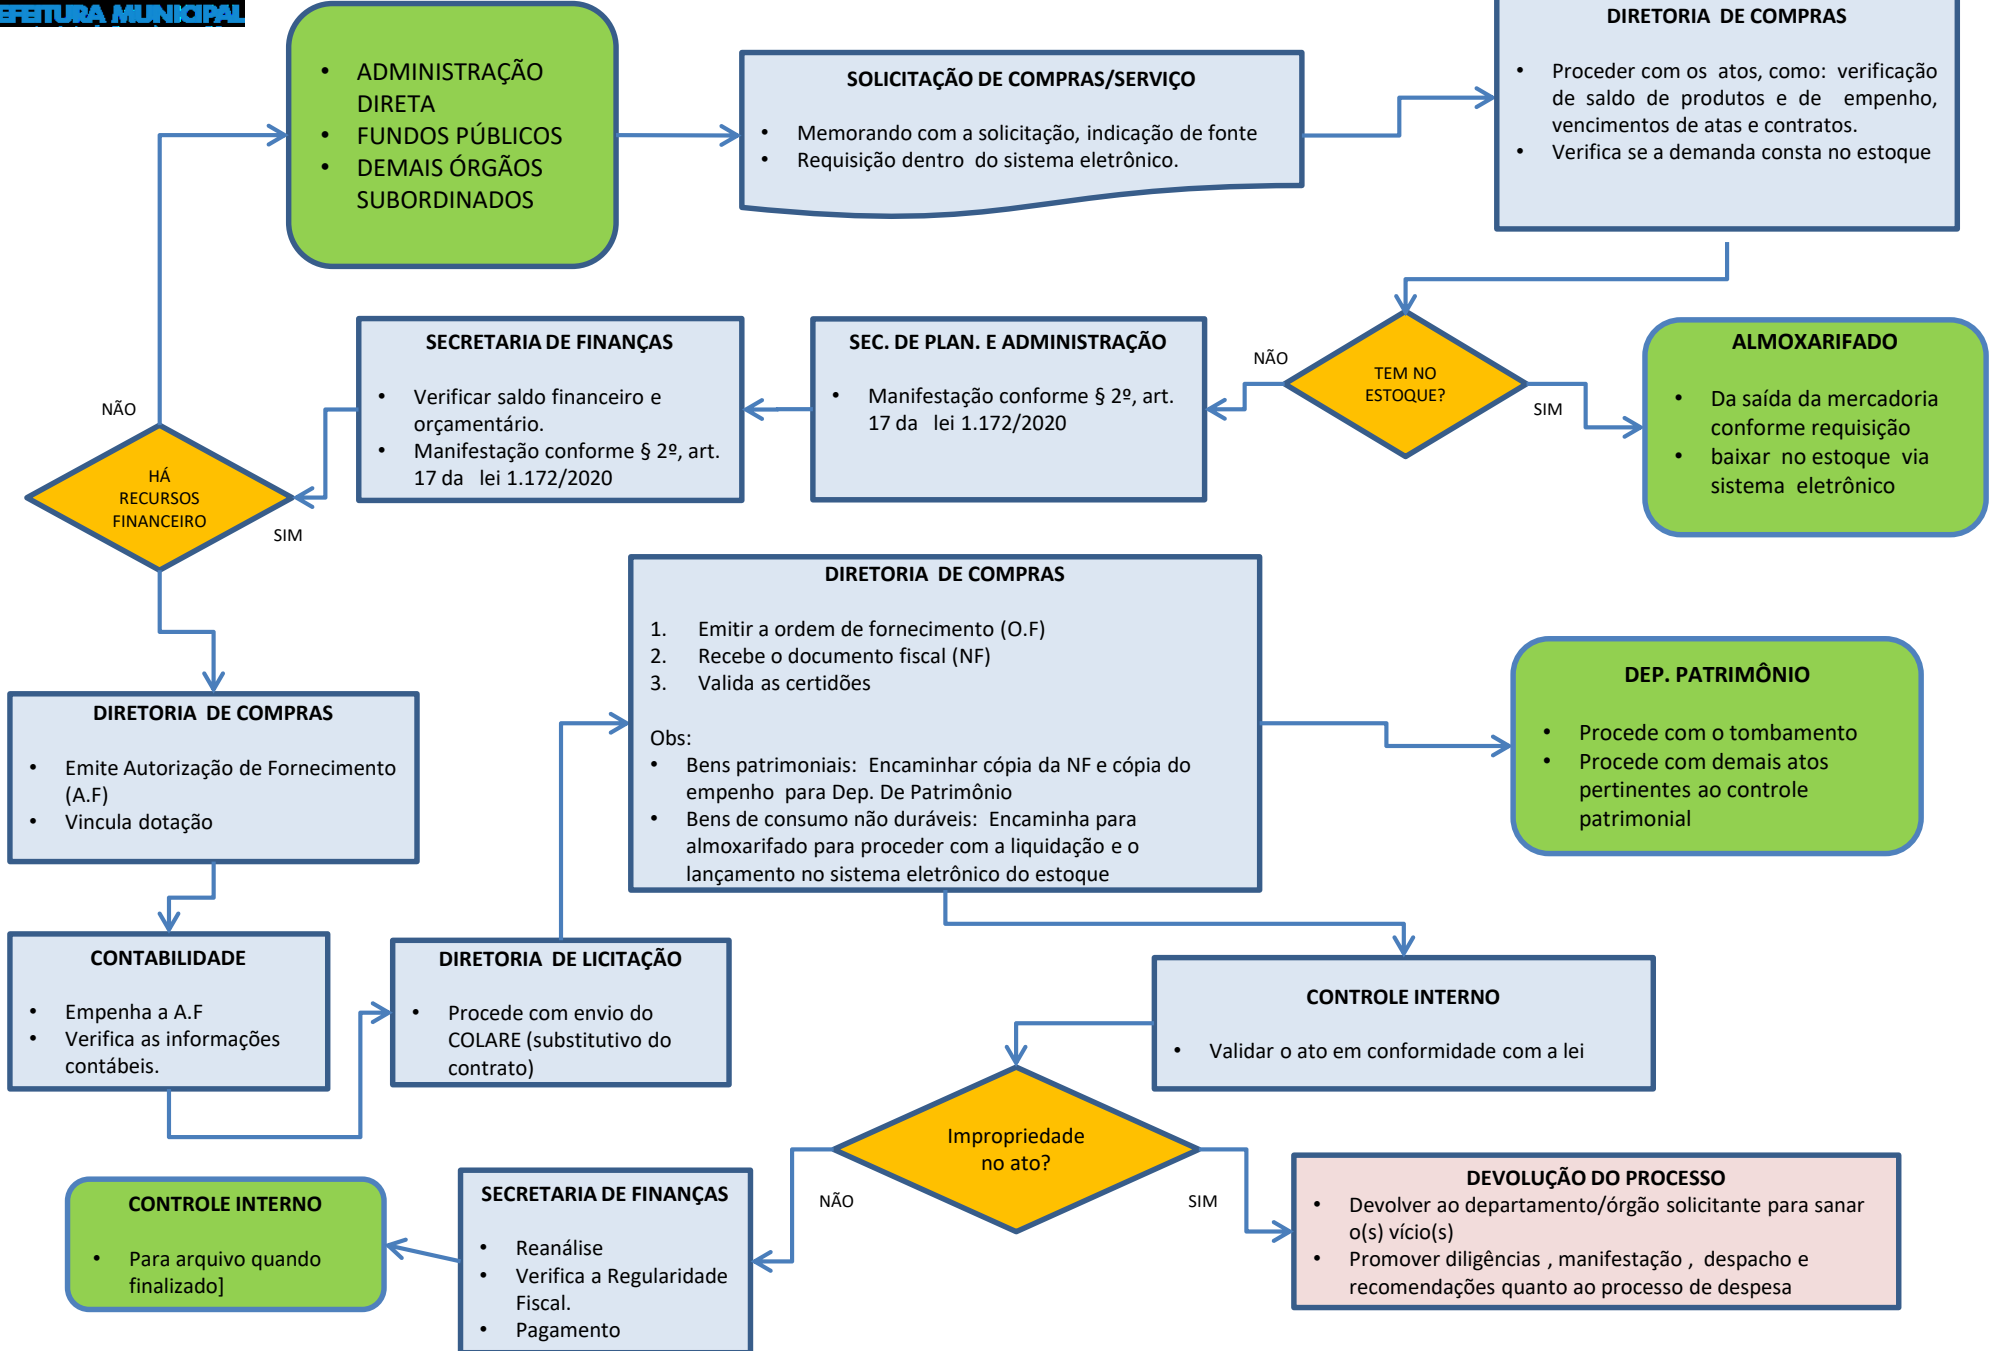 EFEITURA MUNICIPAL
• ADMINISTRAÇÃO
DIRETA
• FUNDOS PÚBLICOS
• DEMAIS ÓRGÃOS
SUBORDINADOS
SOLICITAÇÃO DE COMPRAS/SERVIÇO
• Memorando com a solicitação, indicação de fonte
• Requisição dentro do sistema eletrônico.
DIRETORIA DE COMPRAS
• Proceder com os atos, como: verificação
de saldo de produtos e de empenho,
vencimentos de atas e contratos.
• Verifica se a demanda consta no estoque
TEM NO
ESTOQUE?
NÃO
SIM
ALMOXARIFADO
• Da saída da mercadoria
conforme requisição
• baixar no estoque via
sistema eletrônico
SEC. DE PLAN. E ADMINISTRAÇÃO
• Manifestação conforme § 2º, art.
17 da lei 1.172/2020
SECRETARIA DE FINANÇAS
• Verificar saldo financeiro e
orçamentário.
• Manifestação conforme § 2º, art.
17 da lei 1.172/2020
NÃO
HÁ
RECURSOS
FINANCEIRO
SIM
DIRETORIA DE COMPRAS
• Emite Autorização de Fornecimento
(A.F)
• Vincula dotação
CONTABILIDADE
• Empenha a A.F
• Verifica as informações
contábeis.
DIRETORIA DE LICITAÇÃO
• Procede com envio do
COLARE (substitutivo do
contrato)
DIRETORIA DE COMPRAS
1. Emitir a ordem de fornecimento (O.F)
2. Recebe o documento fiscal (NF)
3. Valida as certidões
Obs:
• Bens patrimoniais: Encaminhar cópia da NF e cópia do
empenho para Dep. De Patrimônio
• Bens de consumo não duráveis: Encaminha para
almoxarifado para proceder com a liquidação e o
lançamento no sistema eletrônico do estoque
DEP. PATRIMÔNIO
• Procede com o tombamento
• Procede com demais atos
pertinentes ao controle
patrimonial
CONTROLE INTERNO
• Validar o ato em conformidade com a lei
Impropriedade
no ato?
NÃO
SIM
DEVOLUÇÃO DO PROCESSO
• Devolver ao departamento/órgão solicitante para sanar
o(s) vício(s)
• Promover diligências , manifestação , despacho e
recomendações quanto ao processo de despesa
SECRETARIA DE FINANÇAS
• Reanálise
• Verifica a Regularidade
Fiscal.
• Pagamento
CONTROLE INTERNO
• Para arquivo quando
finalizado]